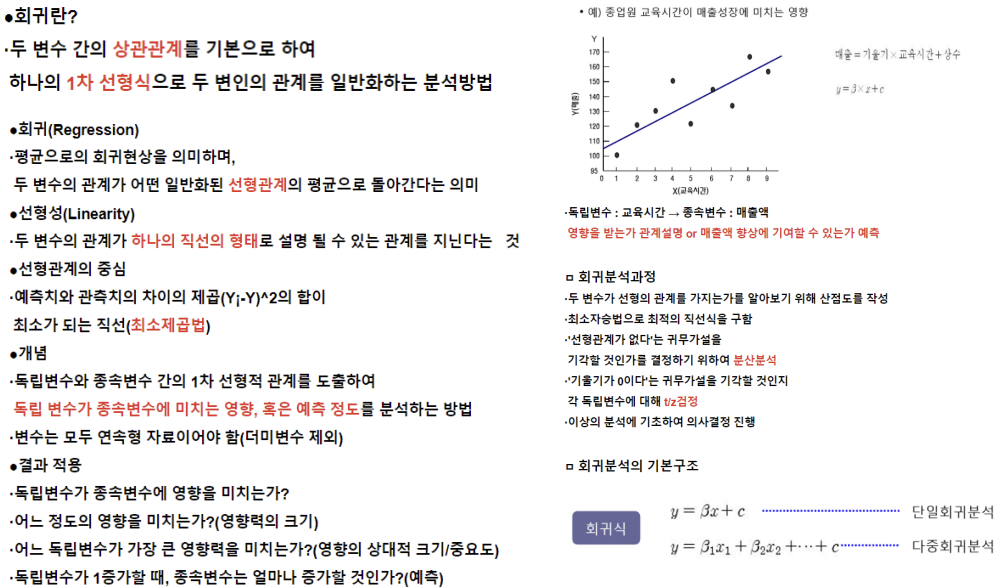 ●회귀란?
·두 변수 간의 상관관계를 기본으로 하여
하나의 1차 선형식으로 두 변인의 관계를 일반화하는 분석방법
●회귀(Regression)
·평균으로의 회귀현상을 의미하며,
두 변수의 관계가 어떤 일반화된 선형관계의 평균으로 돌아간다는 의미
●선형성(Linearity)
·두 변수의 관계가 하나의 직선의 형태로 설명 될 수 있는 관계를 지닌다는 것
●선형관계의 중심
·예측치와 관측치의 차이의 제곱(Y¡-Y)^2의 합이
최소가 되는 직선(최소제곱법)
●개념
·독립변수와 종속변수 간의 1차 선형적 관계를 도출하여
독립 변수가 종속변수에 미치는 영향, 혹은 예측 정도를 분석하는 방법
·변수는 모두 연속형 자료이어야 함(더미변수 제외)
●결과 적용
·독립변수가 종속변수에 영향을 미치는가?
·어느 정도의 영향을 미치는가?(영향력의 크기)
·어느 독립변수가 가장 큰 영향력을 미치는가?(영향의 상대적 크기/중요도)
·독립변수가 1증가할 때, 종속변수는 얼마나 증가할 것인가?(예측)
• 예) 종업원 교육시간이 매출성장에 미치는 영향
Y
170
160
150
140
130
120
110
100
95
Y(매출)
0 1 2 3 4 5 6 7 8 9
X(교육시간)
매출=기울기×교육시간+상수
y=β×x+c
·독립변수 : 교육시간 → 종속변수 : 매출액
영향을 받는가 관계설명 or 매출액 향상에 기여할 수 있는가 예측
□ 회귀분석과정
·두 변수가 선형의 관계를 가지는가를 알아보기 위해 산점도를 작성
·최소자승법으로 최적의 직선식을 구함
·'선형관계가 없다'는 귀무가설을
기각할 것인가를 결정하기 위하여 분산분석
·'기울기가 0이다'는 귀무가설을 기각할 것인지
각 독립변수에 대해 t/z검정
·이상의 분석에 기초하여 의사결정 진행
□ 회귀분석의 기본구조
회귀식
y = βx + c 단일회귀분석
y = β₁x₁ + β₂x₂ + ··· + c 다중회귀분석